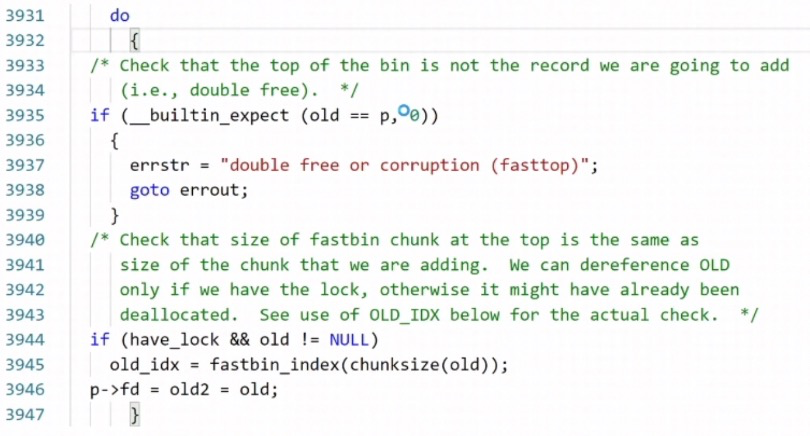 3931 do
3932 {
3933 /* Check that the top of the bin is not the record we are going to add
3934 (i.e., double free).  */
3935 if (__builtin_expect (old == p, 0))
3936 {
3937 errstr = "double free or corruption (fasttop)";
3938 goto errout;
3939 }
3940 /* Check that size of fastbin chunk at the top is the same as
3941 size of the chunk that we are adding.  We can dereference OLD
3942 only if we have the lock, otherwise it might have already been
3943 deallocated.  See use of OLD_IDX below for the actual check.  */
3944 if (have_lock && old != NULL)
3945 old_idx = fastbin_index(chunksize(old));
3946 p->fd = old2 = old;
3947 }